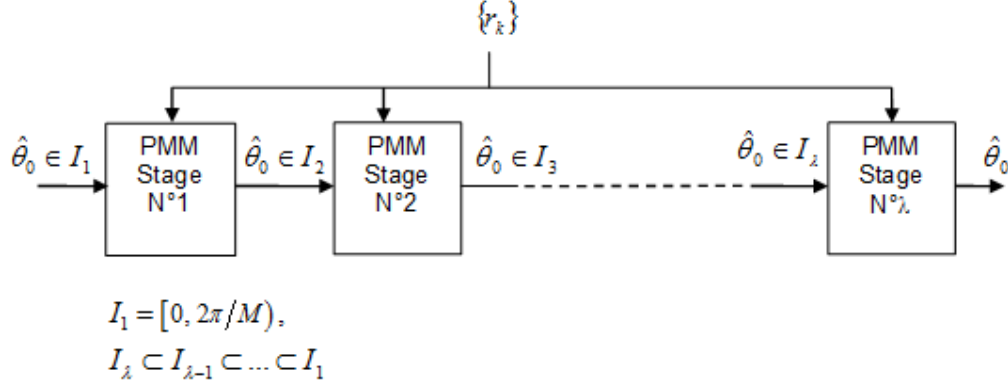 {r_k}
θ̂₀ ∈ I₁
PMM Stage N°1
θ̂₀ ∈ I₂
PMM Stage N°2
θ̂₀ ∈ I₃
θ̂₀ ∈ I_λ
PMM Stage N°λ
θ̂₀
I₁ = [0, 2π/M),
I_λ ⊂ I_{λ−1} ⊂ ... ⊂ I₁